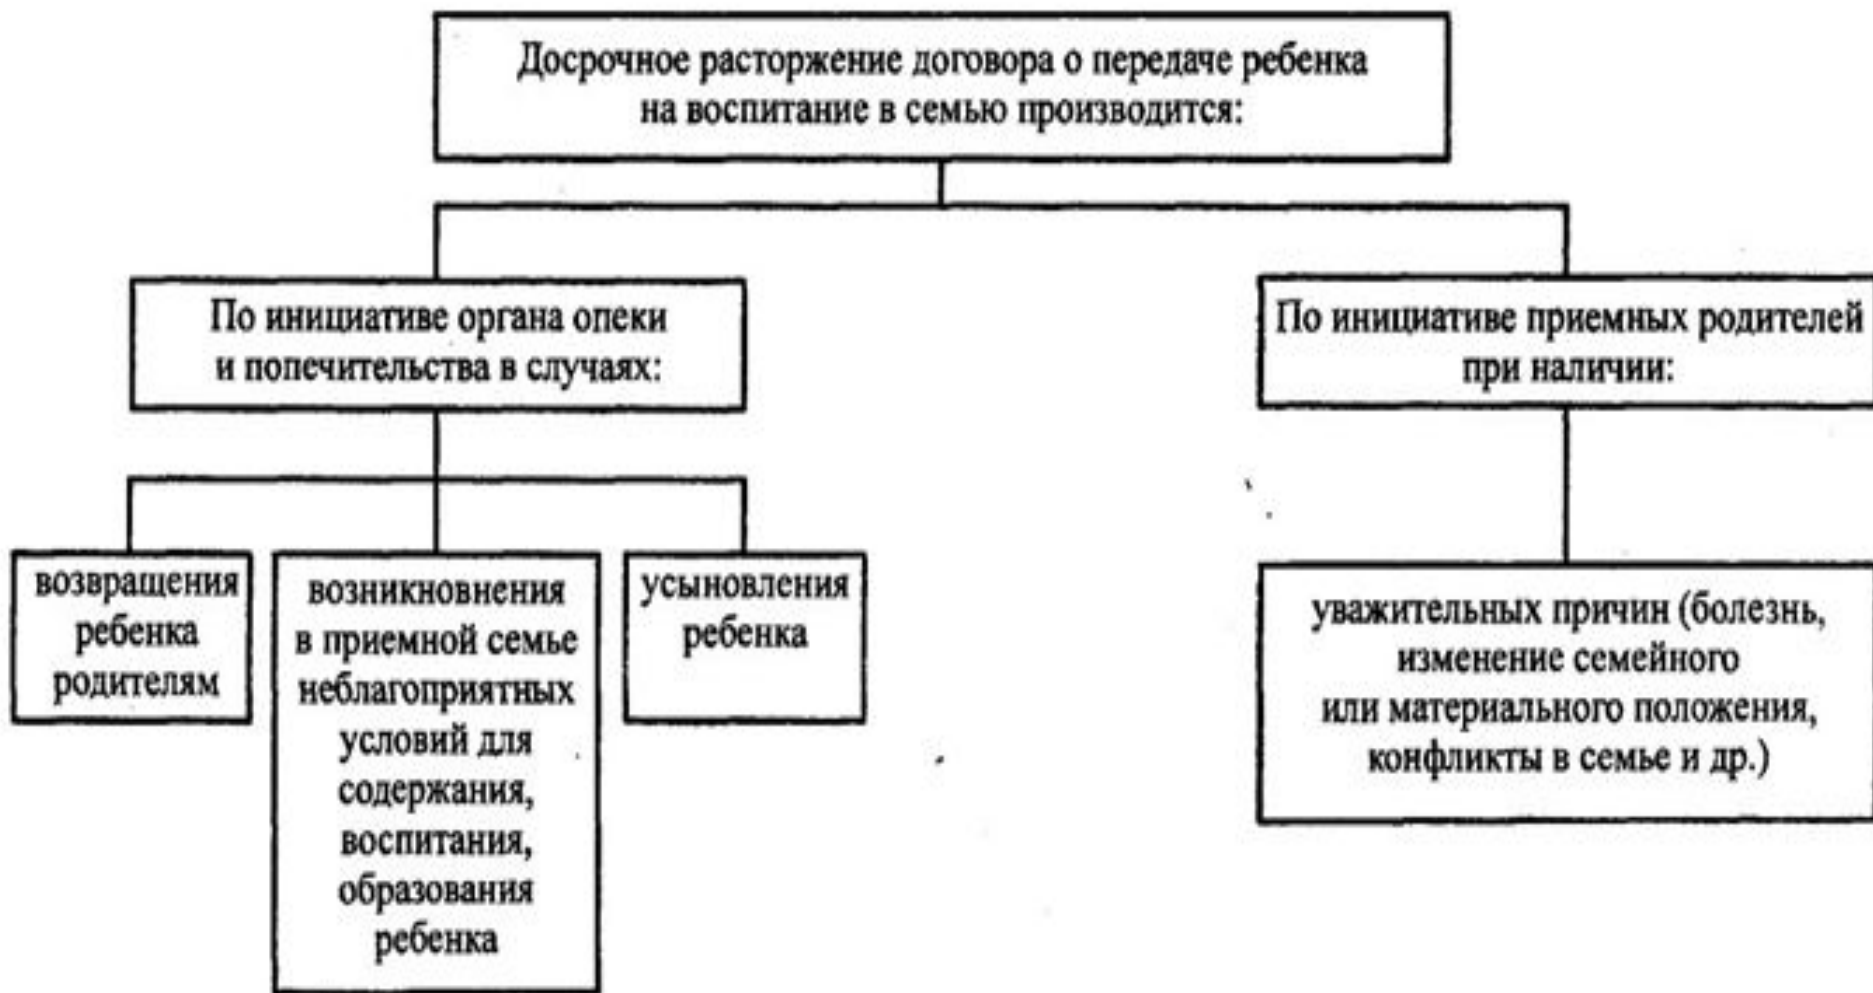 Досрочное расторжение договора о передаче ребенка
на воспитание в семью производится:
По инициативе органа опеки
и попечительства в случаях:
По инициативе приемных родителей
при наличии:
возвращения
ребенка
родителям
возникновнения
в приемной семье
неблагоприятных
условий для
содержания,
воспитания,
образования
ребенка
усыновления
ребенка
уважительных причин (болезнь,
изменение семейного
или материального положения,
конфликты в семье и др.)